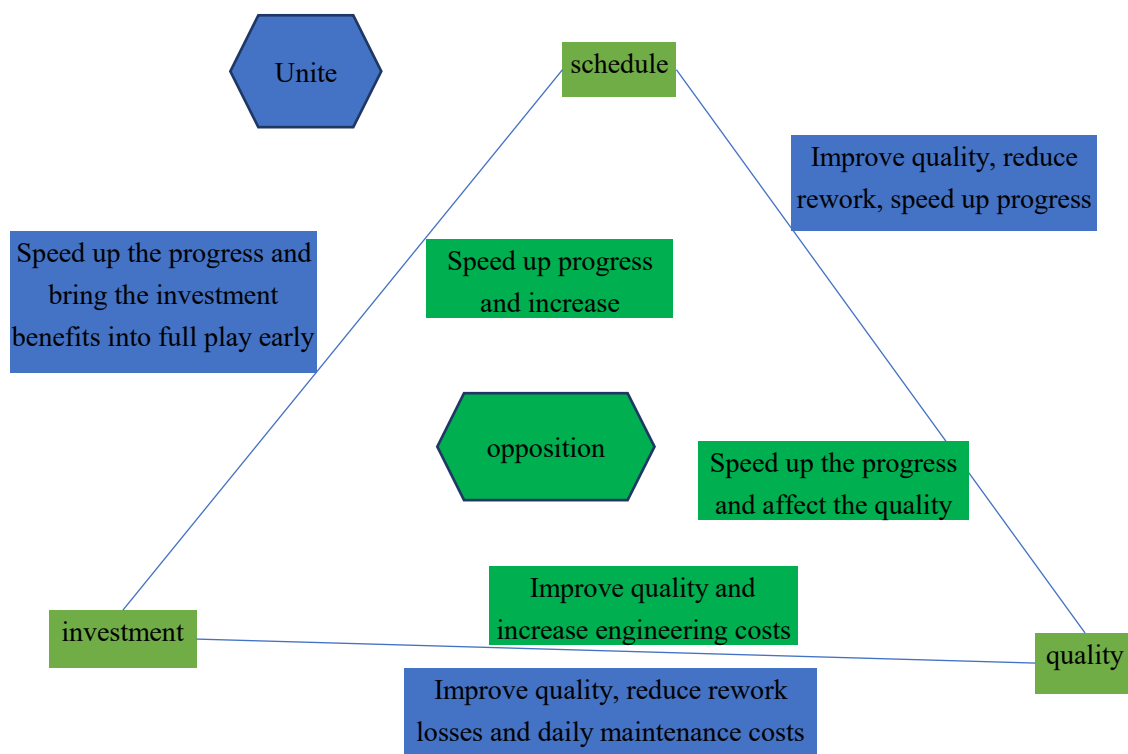 Unite
schedule
Improve quality, reduce
rework, speed up progress
Speed up the progress and
bring the investment
benefits into full play early
Speed up progress
and increase
opposition
Speed up the progress
and affect the quality
Improve quality and
increase engineering costs
investment
quality
Improve quality, reduce rework
losses and daily maintenance costs